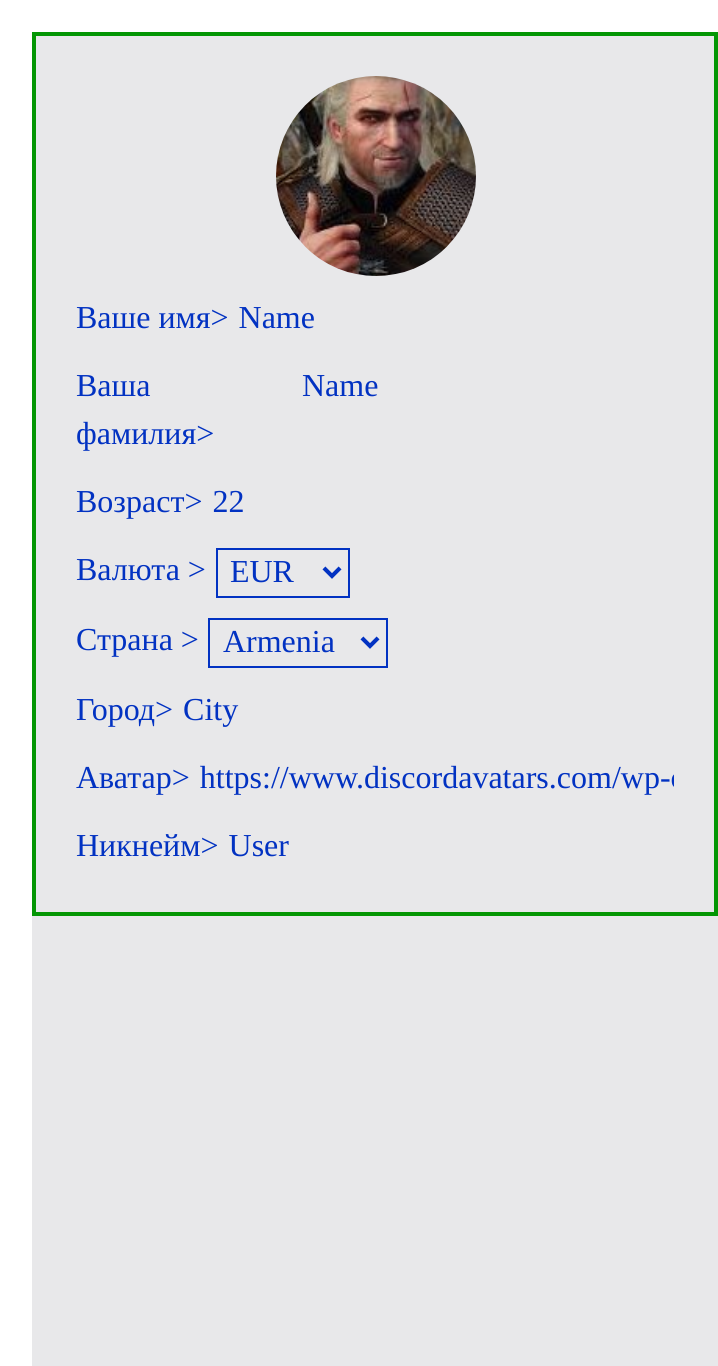 Ваше имя> Name
Ваша Name
фамилия>
Возраст> 22
Валюта > EUR
Страна > Armenia
Город> City
Аватар> https://www.discordavatars.com/wp-
Никнейм> User